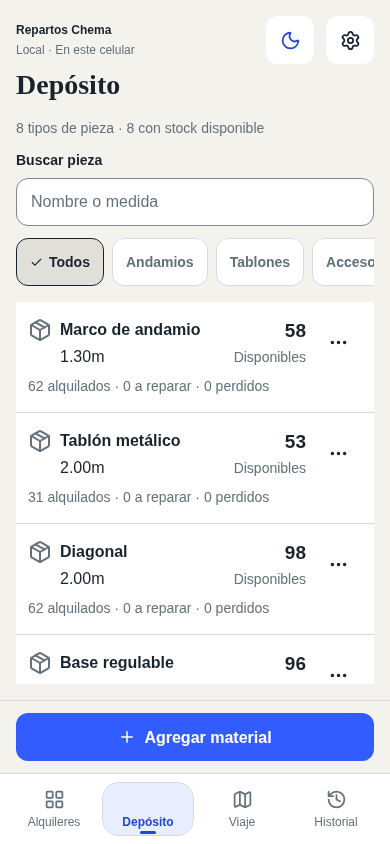 Repartos Chema
Local · En este celular
Depósito
8 tipos de pieza · 8 con stock disponible
Buscar pieza
Nombre o medida
Todos
Andamios
Tablones
Acceso
Marco de andamio
58
1.30m
Disponibles
62 alquilados · 0 a reparar · 0 perdidos
Tablón metálico
53
2.00m
Disponibles
31 alquilados · 0 a reparar · 0 perdidos
Diagonal
98
2.00m
Disponibles
62 alquilados · 0 a reparar · 0 perdidos
Base regulable
96
Agregar material
Alquileres
Depósito
Viaje
Historial